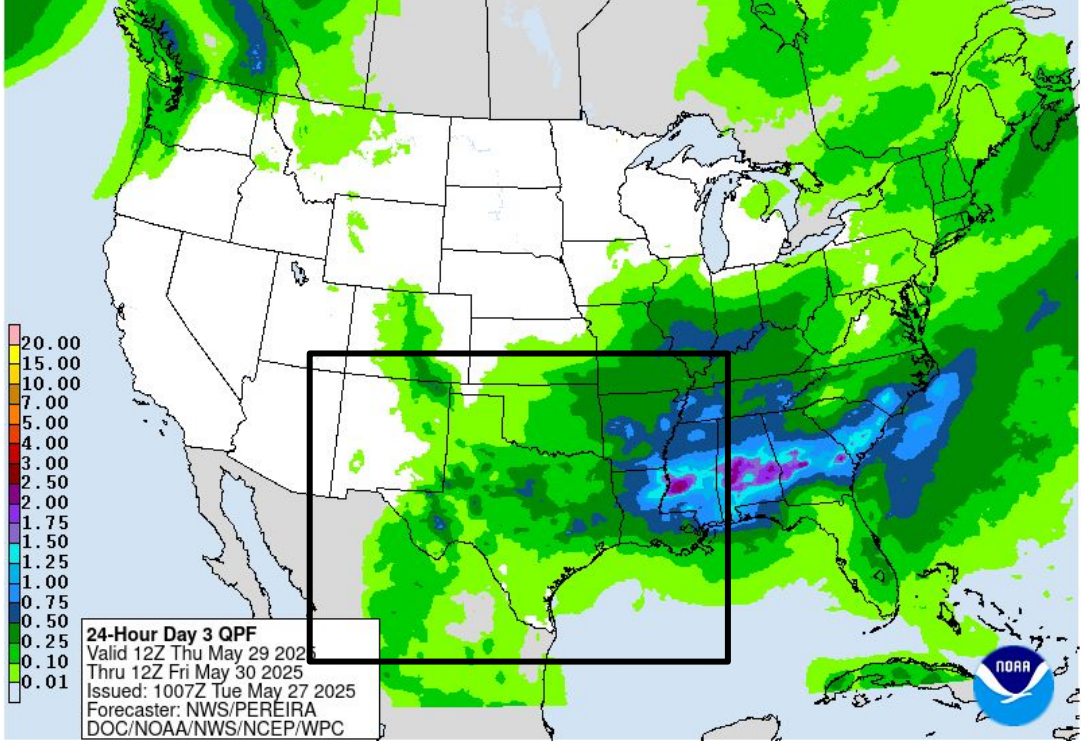 20.00
15.00
10.00
7.00
5.00
4.00
3.00
2.50
2.00
1.75
1.50
1.25
1.00
0.75
0.50
0.25
0.10
0.01
24-Hour Day 3 QPF
Valid 12Z Thu May 29 2025
Thru 12Z Fri May 30 2025
Issued: 1007Z Tue May 27 2025
Forecaster: NWS/PEREIRA
DOC/NOAA/NWS/NCEP/WPC
NOAA